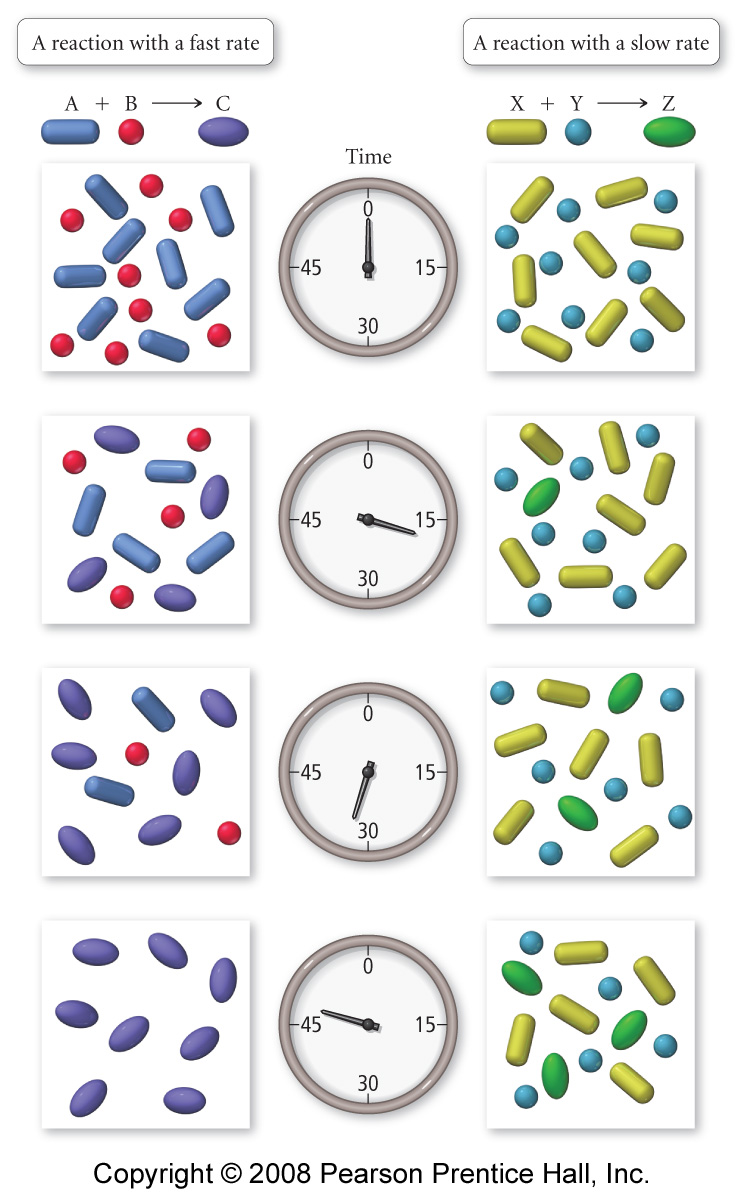 A reaction with a fast rate
A reaction with a slow rate
A + B ⟶ C
X + Y ⟶ Z
Time
0
45 15
30
0
45 15
30
0
45 15
30
0
45 15
30
Copyright © 2008 Pearson Prentice Hall, Inc.